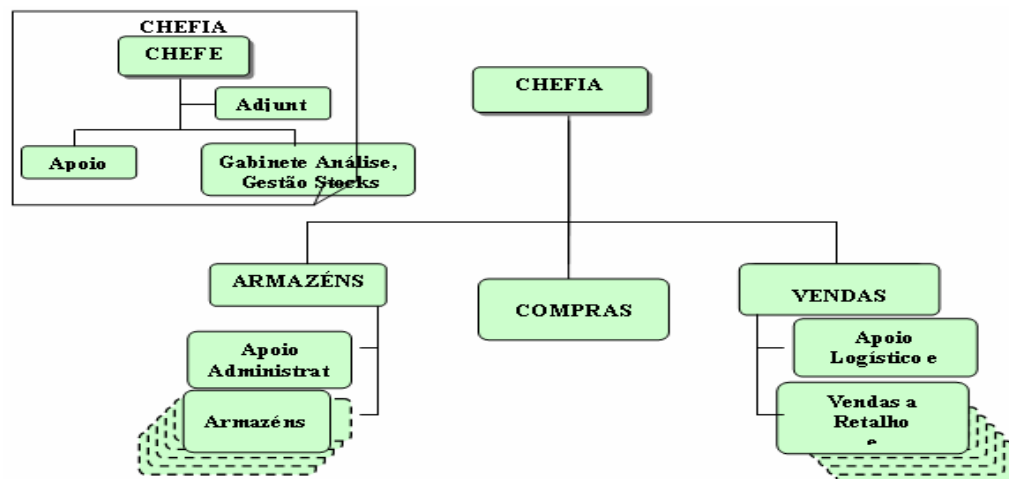 CHEFIA
CHEFE
Adjunt
Apoio
Gabinete Análise,
Gestão Stocks
CHEFIA
ARMAZÉNS
COMPRAS
VENDAS
Apoio
Administrat
Armazéns
Apoio
Logístico e
Vendas a
Retalho
e